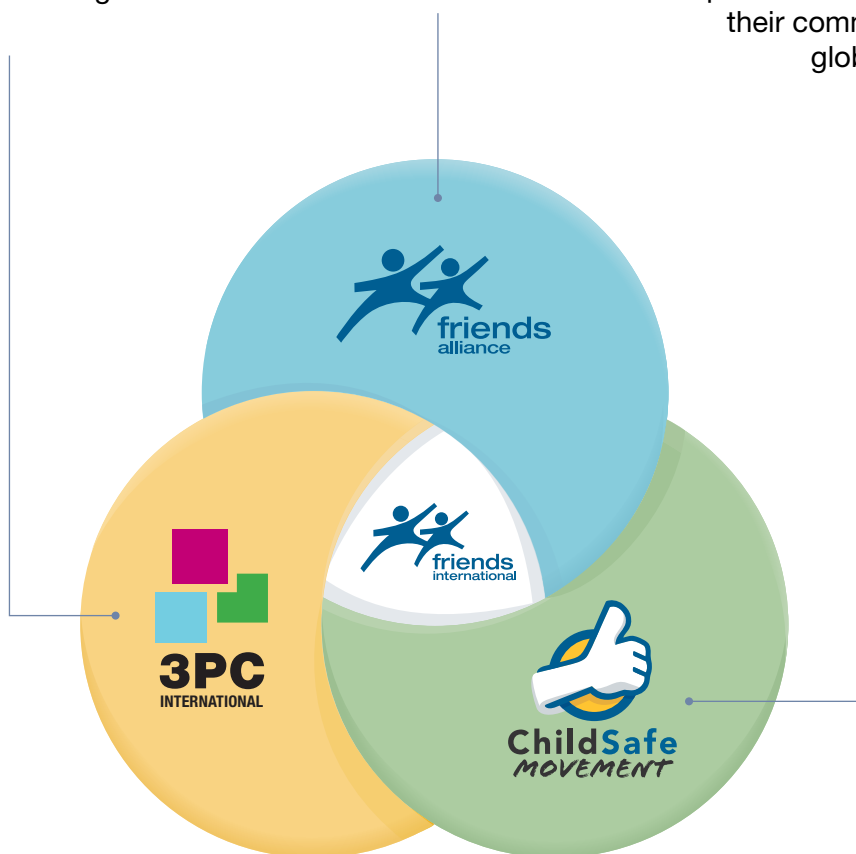 their comm
glob
friends
alliance
friends
international
3PC
INTERNATIONAL
ChildSafe
MOVEMENT